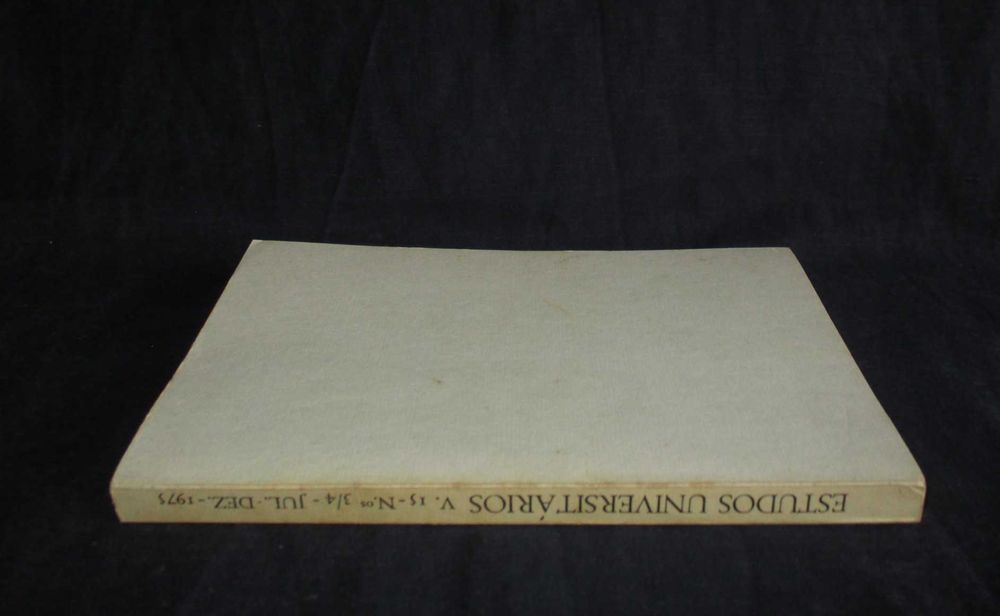 ESTUDOS UNIVERSITÁRIOS V. 15 - N.os 3/4 - JUL.-DEZ. - 1975